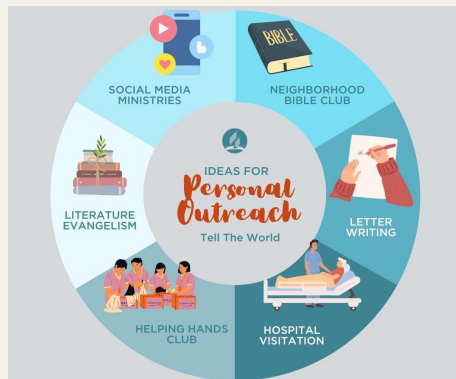 SOCIAL MEDIA
MINISTRIES
BIBLE
NEIGHBORHOOD
BIBLE CLUB
LITERATURE
EVANGELISM
IDEAS FOR
Personal
Outreach
Tell The World
LETTER
WRITING
HELPING HANDS
CLUB
HOSPITAL
VISITATION